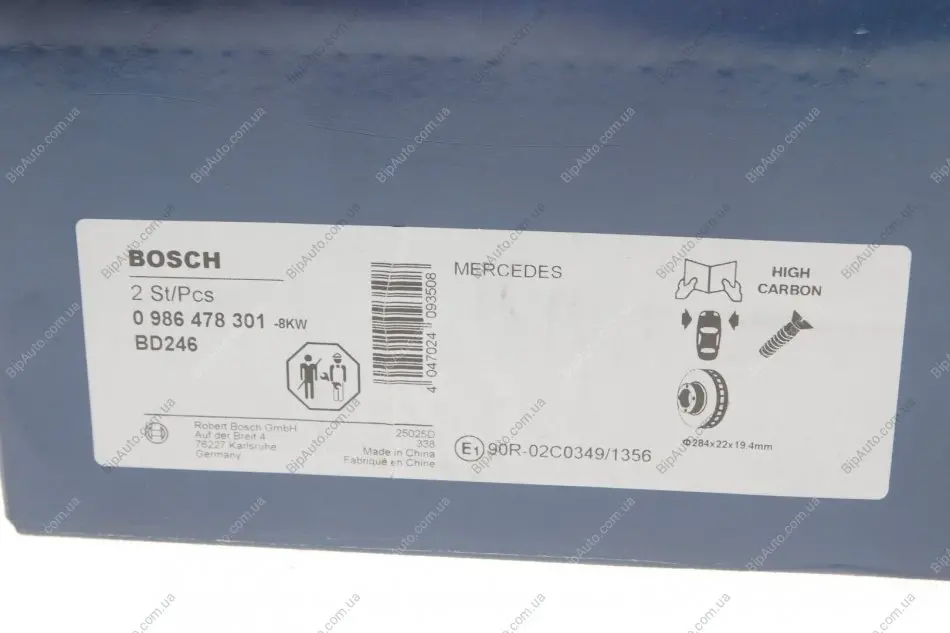 BOSCH
2 St/Pcs
0 986 478 301 -8KW
BD246
4 047024 093508
Robert Bosch GmbH
Auf der Breit 4
76227 Karlsruhe
Germany
25025D
338
Made in China
Fabriqué en Chine
MERCEDES
E1 90R-02C0349/1356
HIGH
CARBON
Φ284x22x19.4mm
BipAuto.com.ua